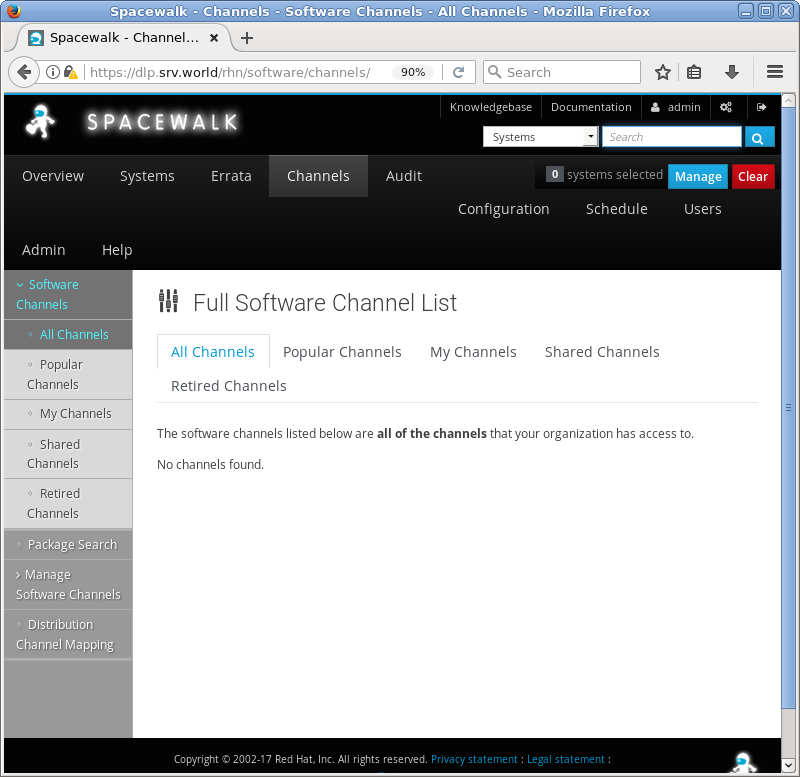 Spacewalk - Channels - Software Channels - All Channels - Mozilla Firefox
Spacewalk - Channel...
https://dlp.srv.world/rhn/software/channels/
90%
Search
Knowledgebase
Documentation
admin
SPACEWALK
Systems
Search
Overview
Systems
Errata
Channels
Audit
0 systems selected
Manage
Clear
Configuration
Schedule
Users
Admin
Help
Software
Channels
All Channels
Popular
Channels
My Channels
Shared
Channels
Retired
Channels
Package Search
Manage
Software Channels
Distribution
Channel Mapping
Full Software Channel List
All Channels
Popular Channels
My Channels
Shared Channels
Retired Channels
The software channels listed below are all of the channels that your organization has access to.
No channels found.
Copyright © 2002-17 Red Hat, Inc. All rights reserved. Privacy statement : Legal statement :